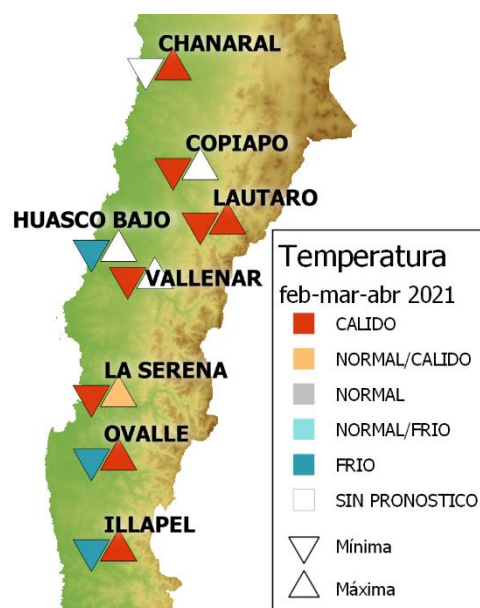 CHANARAL
COPIAPO
LAUTARO
HUASCO BAJO
VALLENAR
LA SERENA
OVALLE
ILLAPEL
Temperatura
feb-mar-abr 2021
CALIDO
NORMAL/CALIDO
NORMAL
NORMAL/FRIO
FRIO
SIN PRONOSTICO
Mínima
Máxima